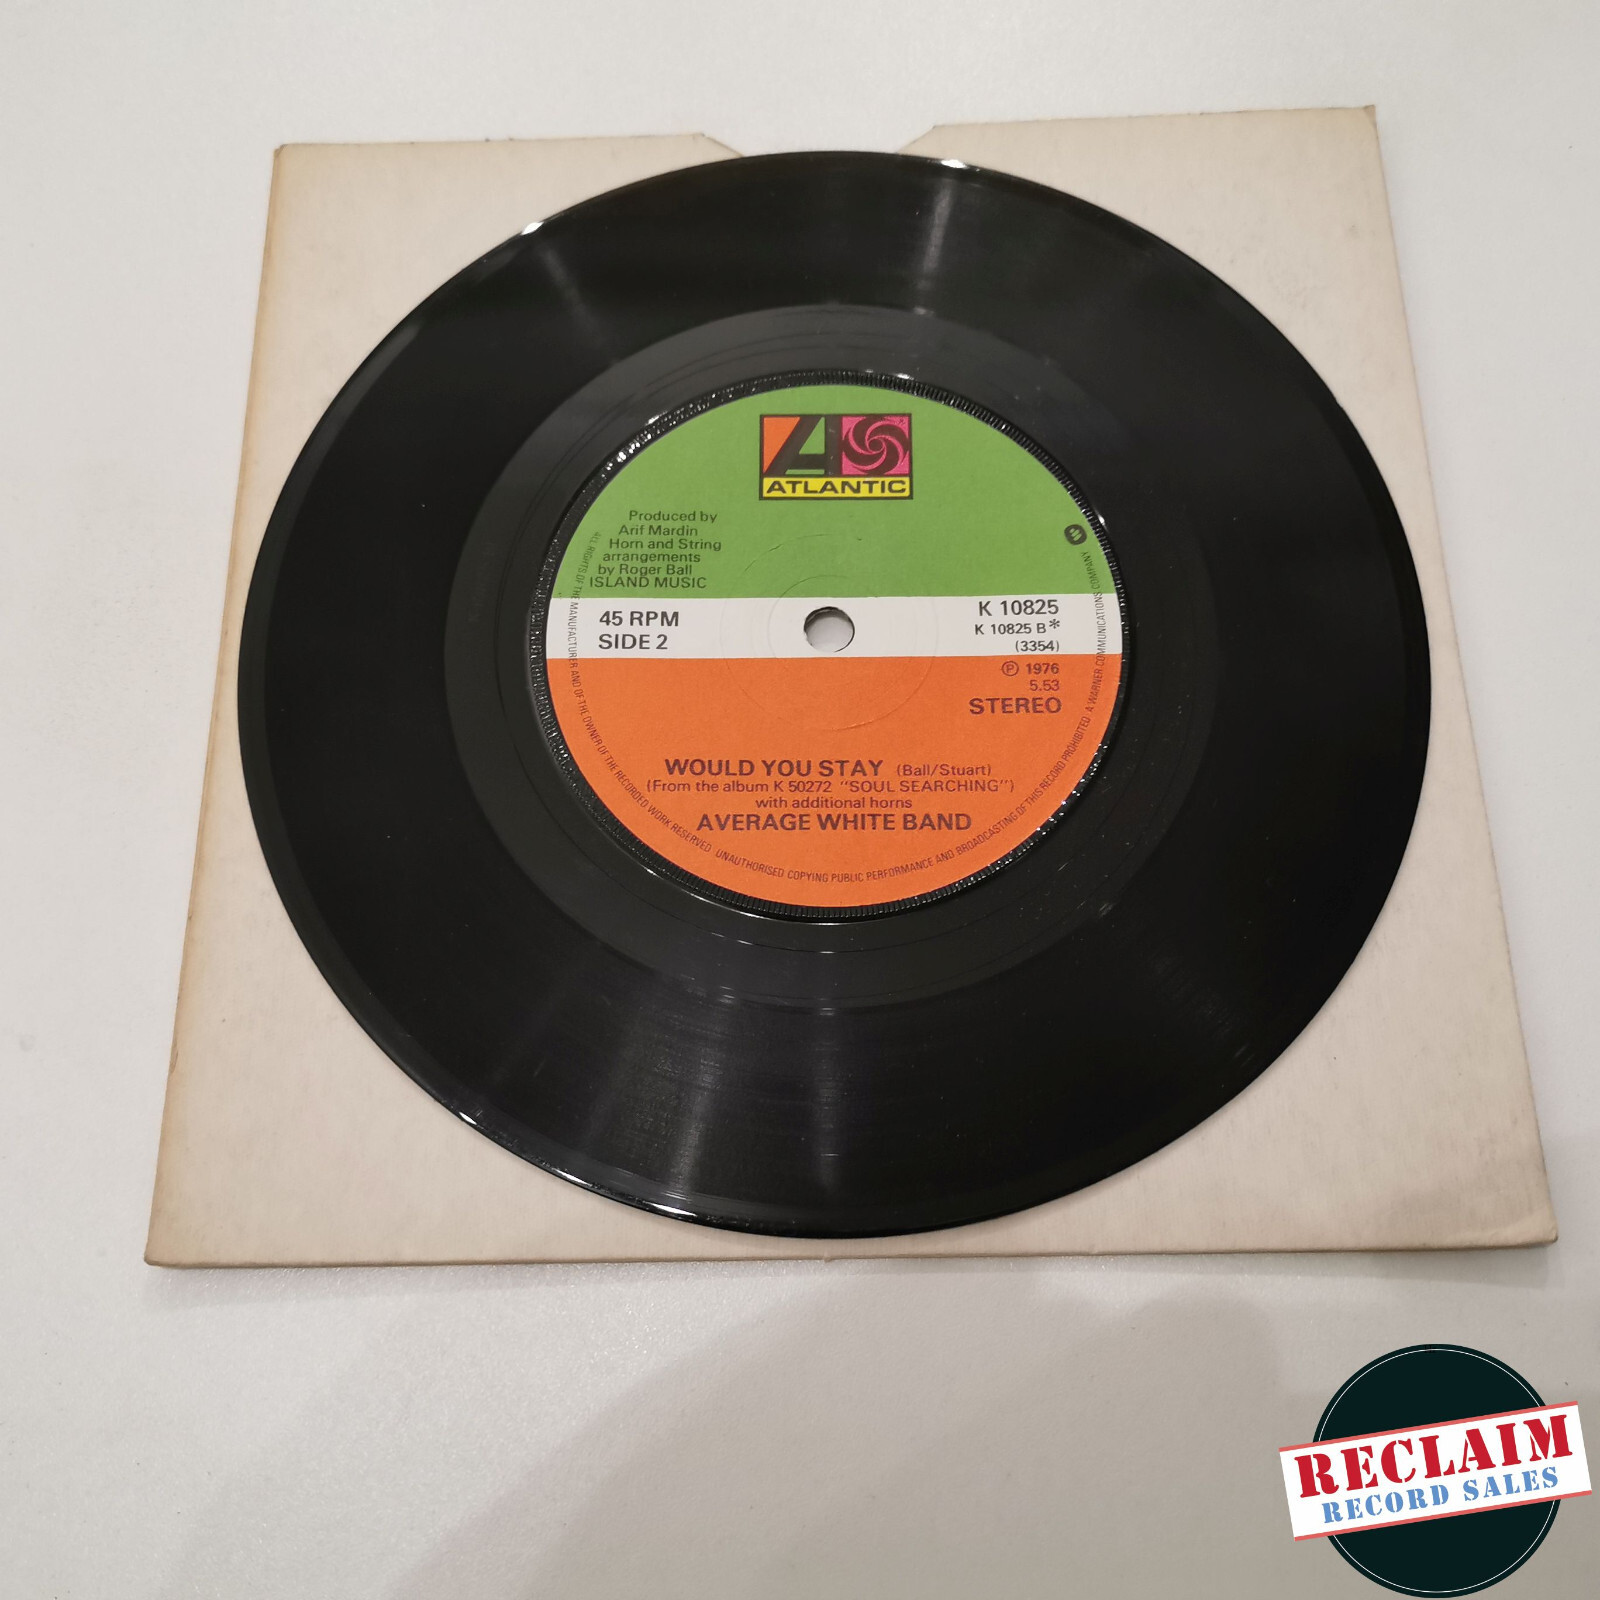 ATLANTIC
Produced by
Arif Mardin
Horn and String
arrangements
by Roger Ball
ISLAND MUSIC
45 RPM
SIDE 2
K 10825
K 10825 B*
(3354)
℗ 1976
5.53
STEREO
WOULD YOU STAY (Ball/Stuart)
(From the album K 50272 "SOUL SEARCHING")
with additional horns
AVERAGE WHITE BAND
ALL RIGHTS OF THE MANUFACTURER AND OF THE OWNER OF THE RECORDED WORK RESERVED UNAUTHORISED COPYING PUBLIC PERFORMANCE AND BROADCASTING OF THIS RECORD PROHIBITED A WARNER COMMUNICATIONS COMPANY
RECLAIM
RECORD SALES